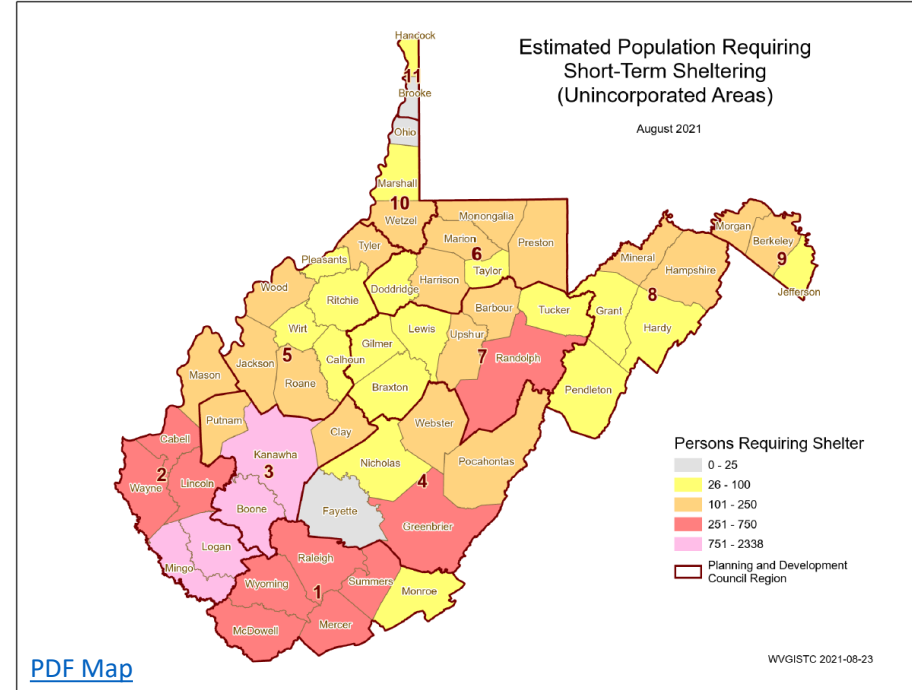 Estimated Population Requiring
Short-Term Sheltering
(Unincorporated Areas)
August 2021
Hancock
11
Brooke
Ohio
Marshall
10
Wetzel
Monongalia
Marion
6
Preston
Taylor
Tyler
Pleasants
Doddridge
Harrison
Wood
Ritchie
Barbour
Tucker
Wirt
Lewis
Upshur
Gilmer
Calhoun
7
Randolph
5
Jackson
Roane
Braxton
Mason
Putnam
Clay
Webster
Pocahontas
Morgan
Berkeley
9
Jefferson
Mineral
Hampshire
8
Grant
Hardy
Pendleton
Cabell
Kanawha
3
2
Wayne
Lincoln
Nicholas
4
Boone
Fayette
Greenbrier
Logan
Mingo
Raleigh
Wyoming
1
Summers
Monroe
McDowell
Mercer
Persons Requiring Shelter
0 - 25
26 - 100
101 - 250
251 - 750
751 - 2338
Planning and Development
Council Region
PDF Map
WVGISTC 2021-08-23